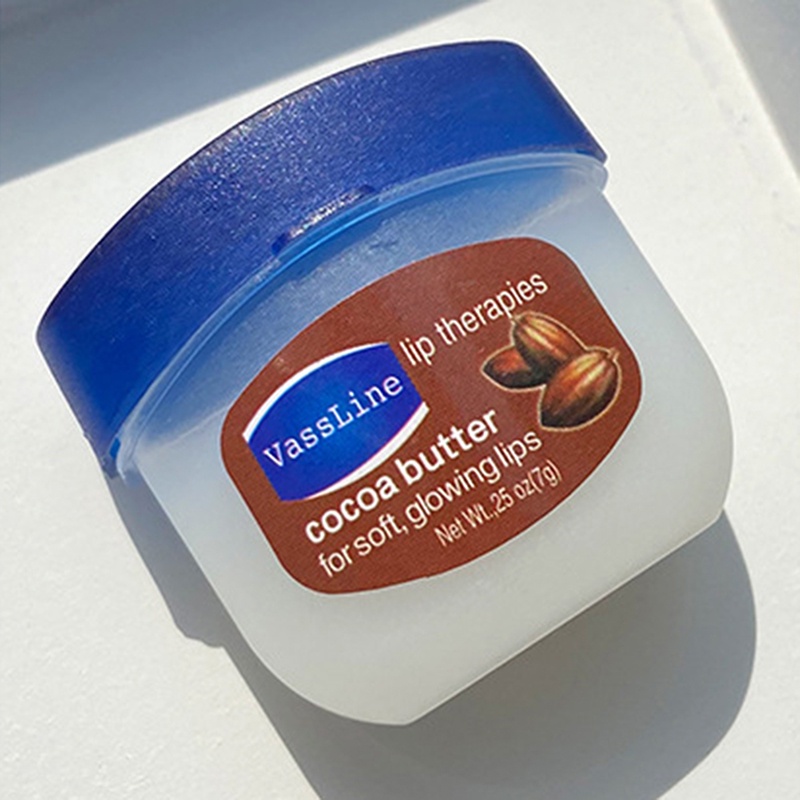 lip therapies
VassLine
cocoa butter
for soft, glowing lips
Net Wt.,25 oz(7g)